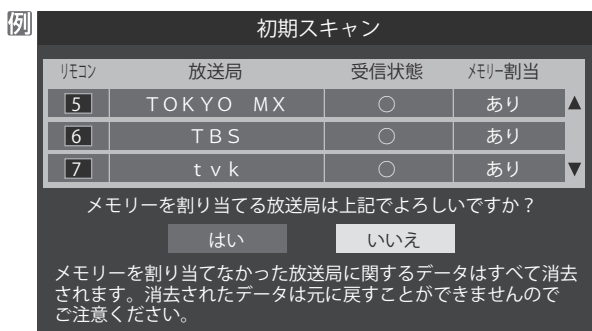 例
初期スキャン
ﾘﾓｺﾝ 放送局 受信状態 ﾒﾓﾘｰ割当
5 ＴＯＫＹＯ ＭＸ ○ あり ▲
6 ＴＢＳ ○ あり
7 ｔｖｋ ○ あり ▼
メモリーを割り当てる放送局は上記でよろしいですか？
はい いいえ
メモリーを割り当てなかった放送局に関するデータはすべて消去
されます。消去されたデータは元に戻すことができませんので
ご注意ください。